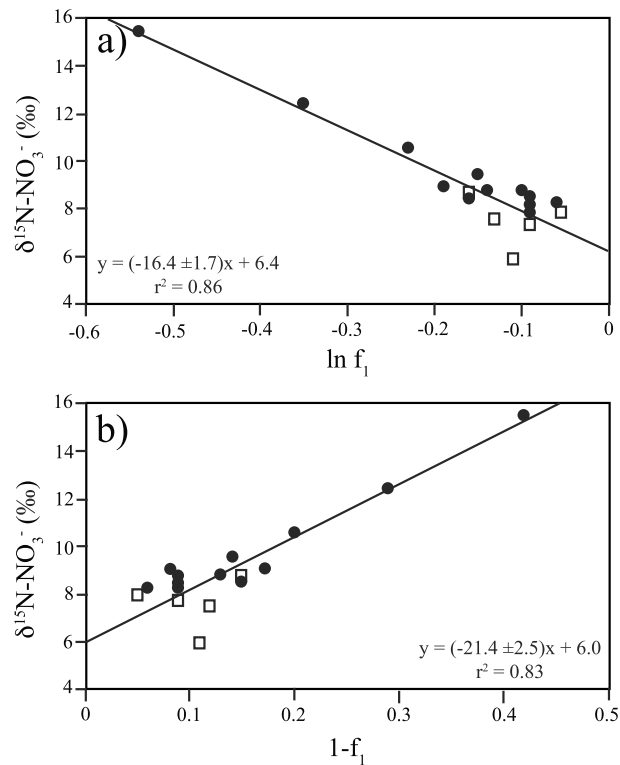 a)
16
14
12
10
8
6
4
δ¹⁵N-NO₃⁻ (‰)
y = (-16.4 ±1.7)x + 6.4
r² = 0.86
-0.6
-0.5
-0.4
-0.3
-0.2
-0.1
0
ln f₁
b)
16
14
12
10
8
6
4
δ¹⁵N-NO₃⁻ (‰)
y = (-21.4 ±2.5)x + 6.0
r² = 0.83
0
0.1
0.2
0.3
0.4
0.5
1-f₁